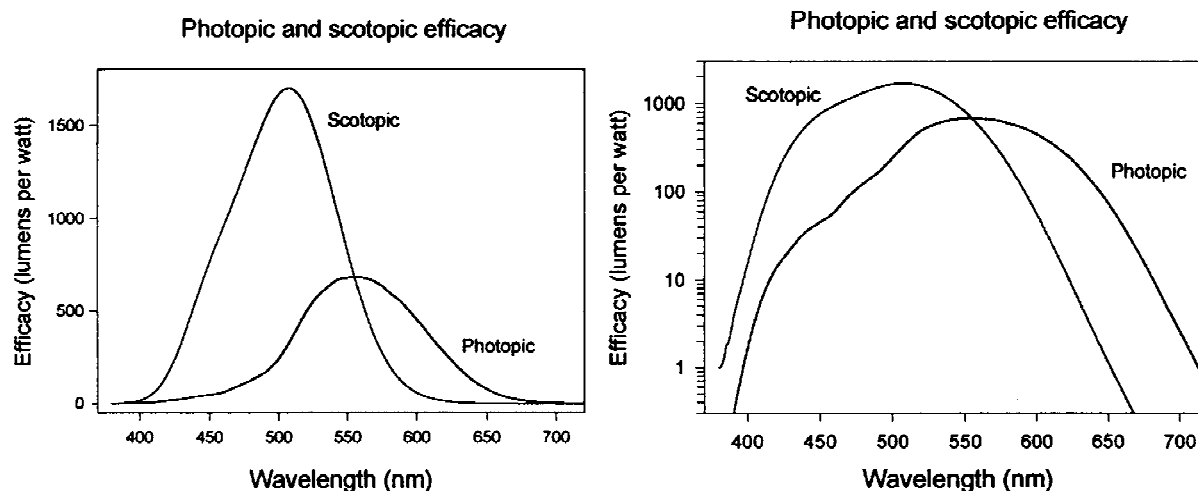 Photopic and scotopic efficacy
Efficacy (lumens per watt)
1500
1000
500
0
Scotopic
Photopic
400 450 500 550 600 650 700
Wavelength (nm)
Photopic and scotopic efficacy
Efficacy (lumens per watt)
1000
100
10
1
Scotopic
Photopic
400 450 500 550 600 650 700
Wavelength (nm)